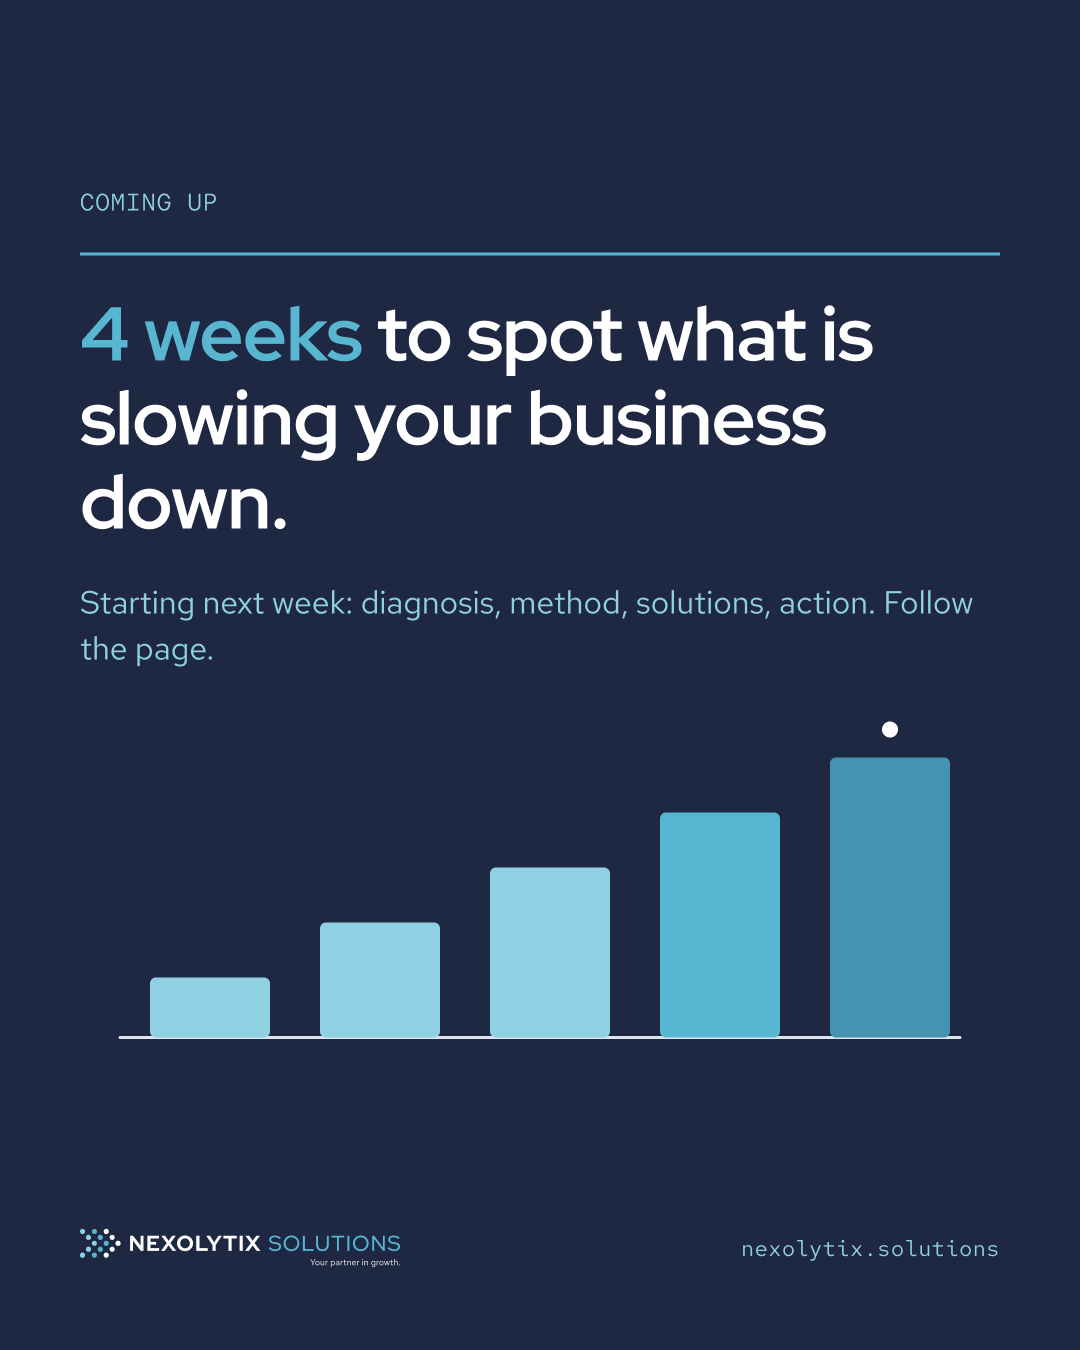 COMING UP
4 weeks to spot what is
slowing your business
down.
Starting next week: diagnosis, method, solutions, action. Follow
the page.
NEXOLYTIX SOLUTIONS
Your partner in growth.
nexolytix.solutions